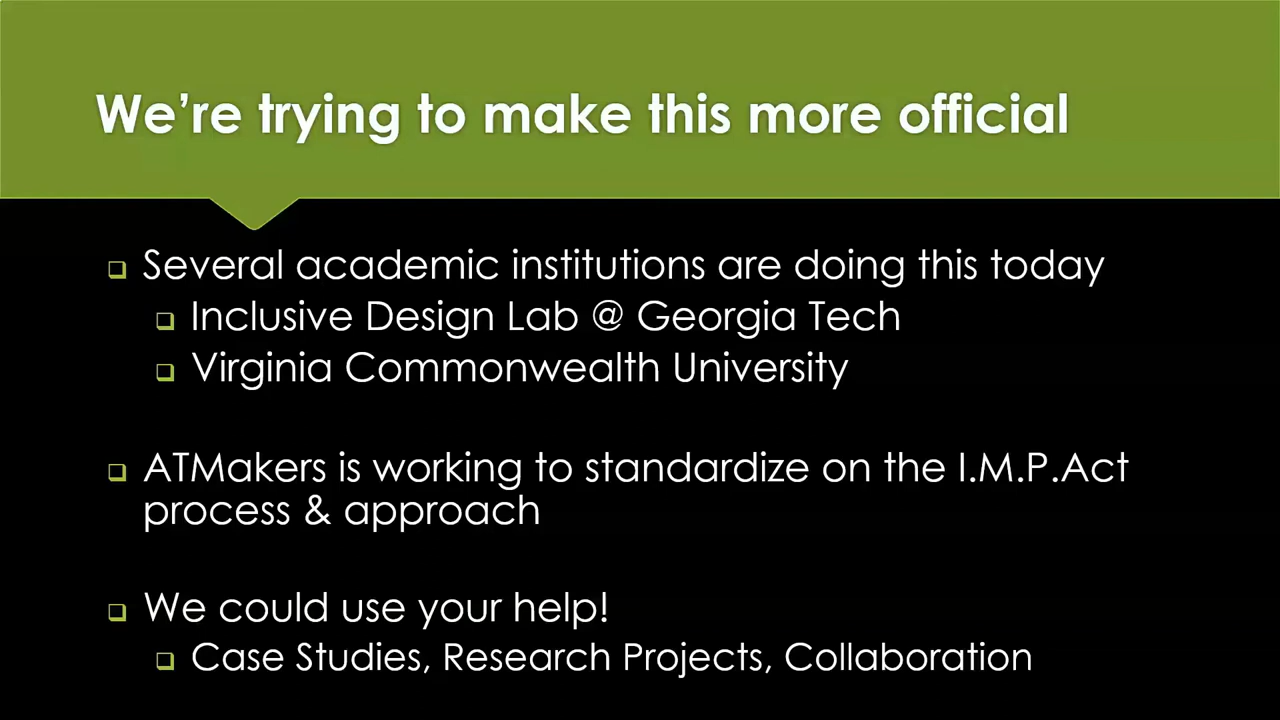 We’re trying to make this more official
Several academic institutions are doing this today
Inclusive Design Lab @ Georgia Tech
Virginia Commonwealth University
ATMakers is working to standardize on the I.M.P.Act
process & approach
We could use your help!
Case Studies, Research Projects, Collaboration